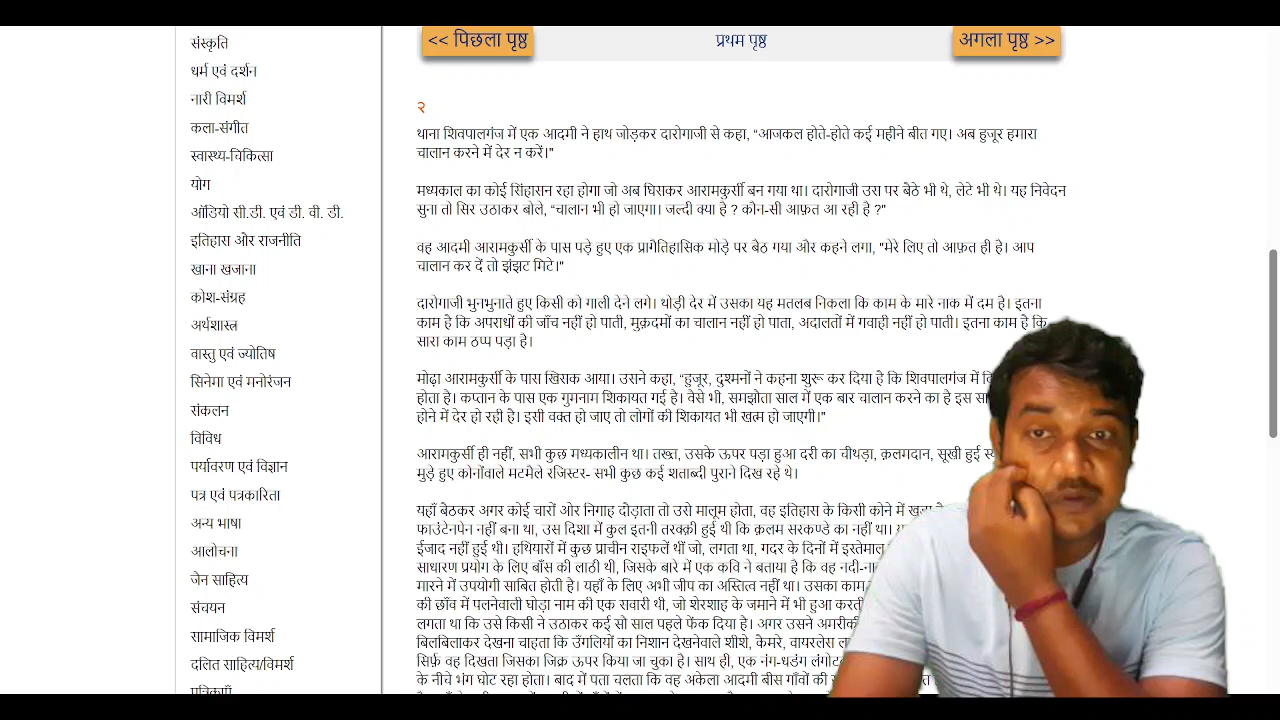 << पिछला पृष्ठ
प्रथम पृष्ठ
अगला पृष्ठ >>
संस्कृति
धर्म एवं दर्शन
नारी विमर्श
कला-संगीत
स्वास्थ्य-चिकित्सा
योग
ऑडियो सी.डी. एवं डी. वी. डी.
इतिहास और राजनीति
खाना खजाना
कोश-संग्रह
अर्थशास्त्र
वास्तु एवं ज्योतिष
सिनेमा एवं मनोरंजन
संकलन
विविध
पर्यावरण एवं विज्ञान
पत्र एवं पत्रकारिता
अन्य भाषा
आलोचना
जैन साहित्य
संचयन
सामाजिक विमर्श
दलित साहित्य/विमर्श
पत्रिकाएँ
२
थाना शिवपालगंज में एक आदमी ने हाथ जोड़कर दारोगाजी से कहा, “आजकल होते-होते कई महीने बीत गए। अब हुजूर हमारा
चालान करने में देर न करें।"
मध्यकाल का कोई सिंहासन रहा होगा जो अब घिसकर आरामकुर्सी बन गया था। दारोगाजी उस पर बैठे भी थे, लेटे भी थे। यह निवेदन
सुना तो सिर उठाकर बोले, “चालान भी हो जाएगा। जल्दी क्या है ? कौन-सी आफ़त आ रही है ?"
वह आदमी आरामकुर्सी के पास पड़े हुए एक प्रागैतिहासिक मोड़े पर बैठ गया और कहने लगा, "मेरे लिए तो आफ़त ही है। आप
चालान कर दें तो झंझट मिटे।"
दारोगाजी भुनभुनाते हुए किसी को गाली देने लगे। थोड़ी देर में उसका यह मतलब निकला कि काम के मारे नाक में दम है। इतना
काम है कि अपराधों की जाँच नहीं हो पाती, मुक़दमों का चालान नहीं हो पाता, अदालतों में गवाही नहीं हो पाती। इतना काम है कि
सारा काम ठप्प पड़ा है।
मोढ़ा आरामकुर्सी के पास खिसक आया। उसने कहा, “हुजूर, दुश्मनों ने कहना शुरू कर दिया है कि शिवपालगंज में
होता है। कप्तान के पास एक गुमनाम शिकायत गई है। वैसे भी, समझौता साल में एक बार चालान करने का है इस
होने में देर हो रही है। इसी वक्त हो जाए तो लोगों की शिकायत भी खत्म हो जाएगी।"
आरामकुर्सी ही नहीं, सभी कुछ मध्यकालीन था। तख्त, उसके ऊपर पड़ा हुआ दरी का चीथड़ा, क़लमदान, सूखी हुई
मुड़े हुए कोनोंवाले मटमैले रजिस्टर- सभी कुछ कई शताब्दी पुराने दिख रहे थे।
यहाँ बैठकर अगर कोई चारों ओर निगाह दौड़ाता तो उसे मालूम होता, वह इतिहास के किसी कोने में
फाउंटेनपेन नहीं बना था, उस दिशा में कुल इतनी तरक्की हुई थी कि क़लम सरकण्डे का नहीं था।
ईजाद नहीं हुई थी। हथियारों में कुछ प्राचीन राइफलें थीं जो, लगता था, गदर के दिनों में
साधारण प्रयोग के लिए बाँस की लाठी थी, जिसके बारे में एक कवि ने बताया है कि वह
मारने में उपयोगी साबित होती है। यहाँ के लिए अभी जीप का अस्तित्व नहीं था। उसका काम
की छाँव में पलनेवाली घोड़ा नाम की एक सवारी थी, जो शेरशाह के जमाने में भी हुआ
लगता था कि उसे किसी ने उठाकर कई सौ साल पहले फेंक दिया है। अगर उसने
बिलबिलाकर देखना चाहता कि उँगलियों का निशान देखनेवाले शीशे, कैमरे, वायरलेस
सिर्फ़ वह दिखता जिसका जिक्र ऊपर किया जा चुका है। साथ ही, एक नंग-धड़ंग
के नीचे भंग घोट रहा होता। बाद में पता चलता कि वह अकेला आदमी बीस गाँवों की